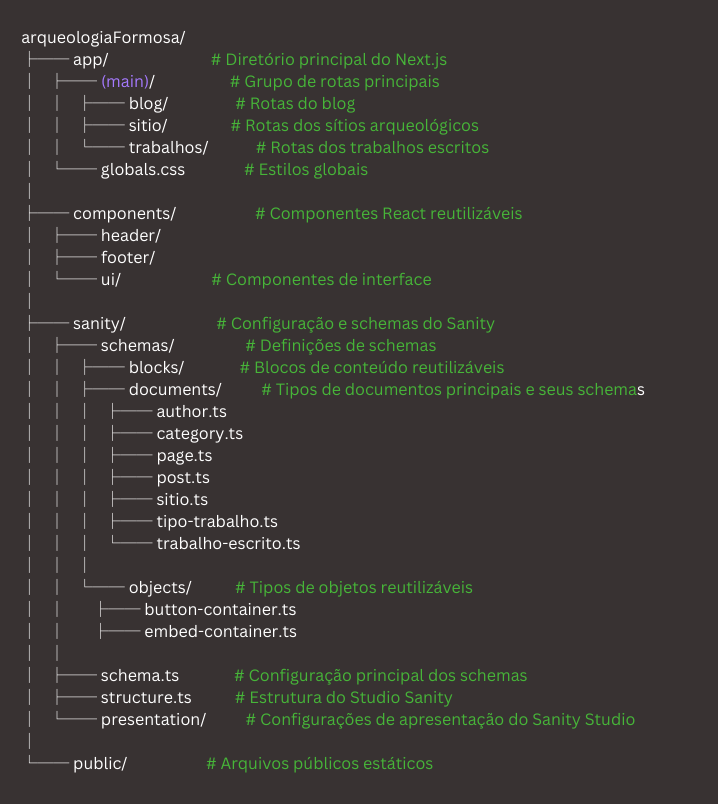 arqueologiaFormosa/
├── app/ # Diretório principal do Next.js
│ ├── (main)/ # Grupo de rotas principais
│ │ ├── blog/ # Rotas do blog
│ │ ├── sitio/ # Rotas dos sítios arqueológicos
│ │ └── trabalhos/ # Rotas dos trabalhos escritos
│ └── globals.css # Estilos globais
│
├── components/ # Componentes React reutilizáveis
│ ├── header/
│ ├── footer/
│ └── ui/ # Componentes de interface
│
├── sanity/ # Configuração e schemas do Sanity
│ ├── schemas/ # Definições de schemas
│ │ ├── blocks/ # Blocos de conteúdo reutilizáveis
│ │ ├── documents/ # Tipos de documentos principais e seus schemas
│ │ │ ├── author.ts
│ │ │ ├── category.ts
│ │ │ ├── page.ts
│ │ │ ├── post.ts
│ │ │ ├── sitio.ts
│ │ │ ├── tipo-trabalho.ts
│ │ │ └── trabalho-escrito.ts
│ │ │
│ │ └── objects/ # Tipos de objetos reutilizáveis
│ │ ├── button-container.ts
│ │ ├── embed-container.ts
│ │
│ ├── schema.ts # Configuração principal dos schemas
│ ├── structure.ts # Estrutura do Studio Sanity
│ └── presentation/ # Configurações de apresentação do Sanity Studio
│
└── public/ # Arquivos públicos estáticos